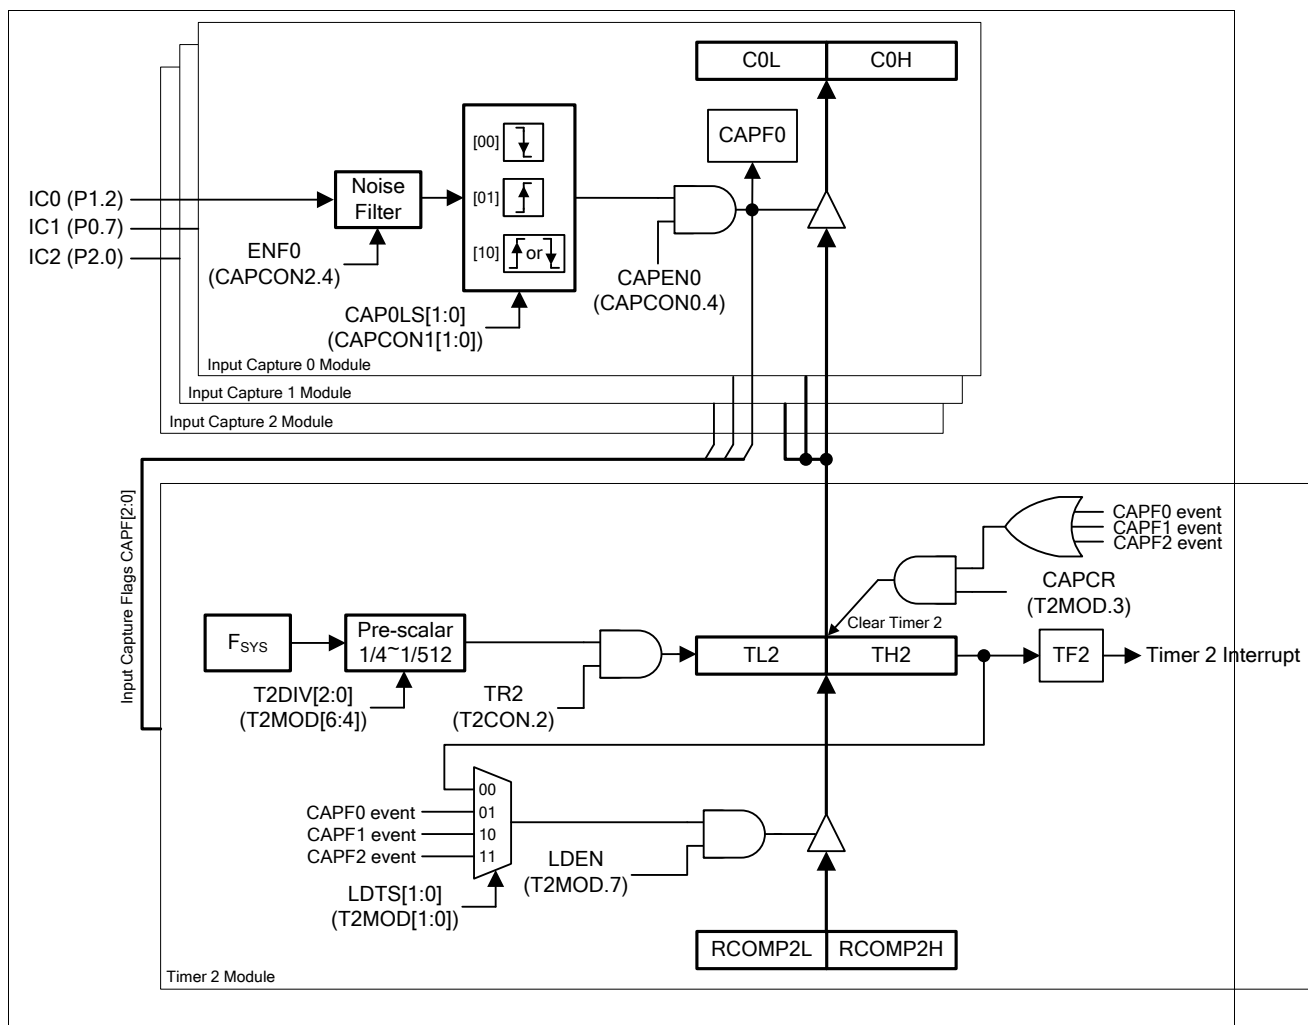 C0L C0H
CAPF0
[00]
[01]
[10] or
Noise
Filter
IC0 (P1.2)
IC1 (P0.7)
IC2 (P2.0)
ENF0
(CAPCON2.4)
CAP0LS[1:0]
(CAPCON1[1:0])
CAPEN0
(CAPCON0.4)
Input Capture 0 Module
Input Capture 1 Module
Input Capture 2 Module
Input Capture Flags CAPF[2:0]
CAPF0 event
CAPF1 event
CAPF2 event
CAPCR
(T2MOD.3)
Clear Timer 2
FSYS
Pre-scalar
1/4~1/512
T2DIV[2:0]
(T2MOD[6:4])
TR2
(T2CON.2)
TL2 TH2
TF2
Timer 2 Interrupt
00
CAPF0 event 01
CAPF1 event 10
CAPF2 event 11
LDTS[1:0]
(T2MOD[1:0])
LDEN
(T2MOD.7)
RCOMP2L RCOMP2H
Timer 2 Module